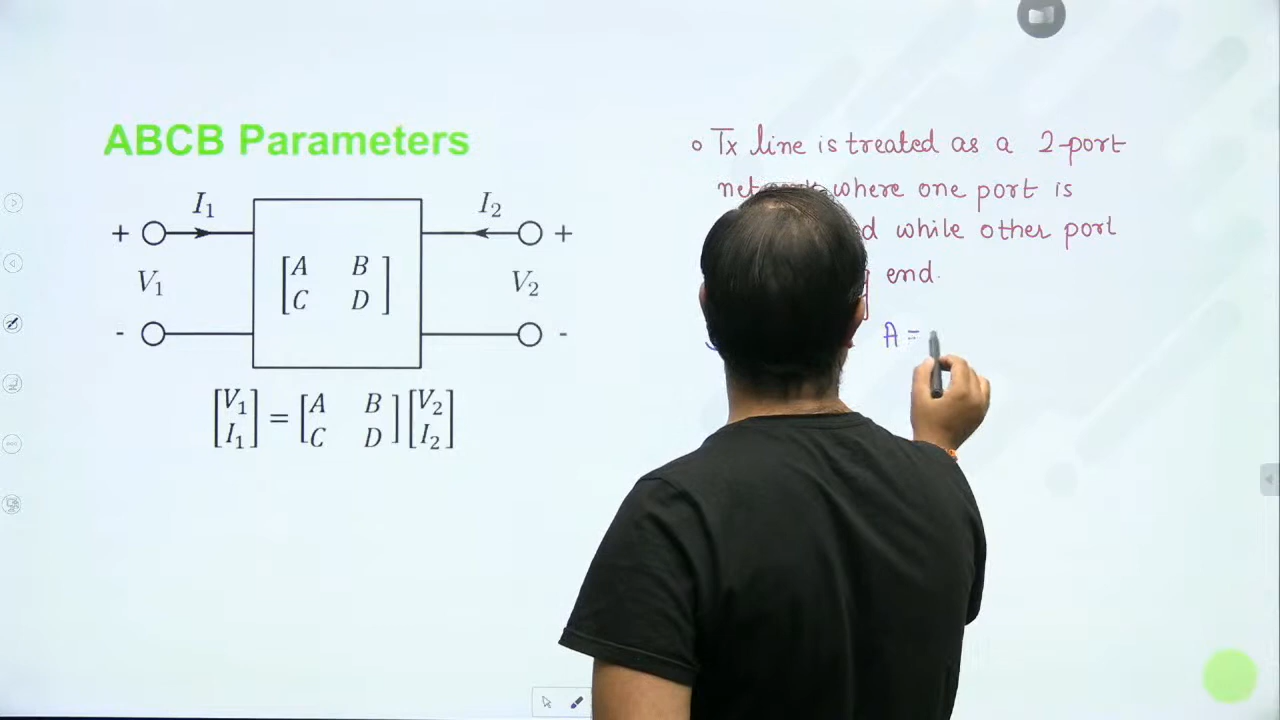 ABCB Parameters
I₁
I₂
+ +
V₁
V₂
[A B
C D]
- -
[V₁
I₁] = [A B
C D] [V₂
I₂]
Tx line is treated as a 2-port
where one port is
while other port
end.
A =